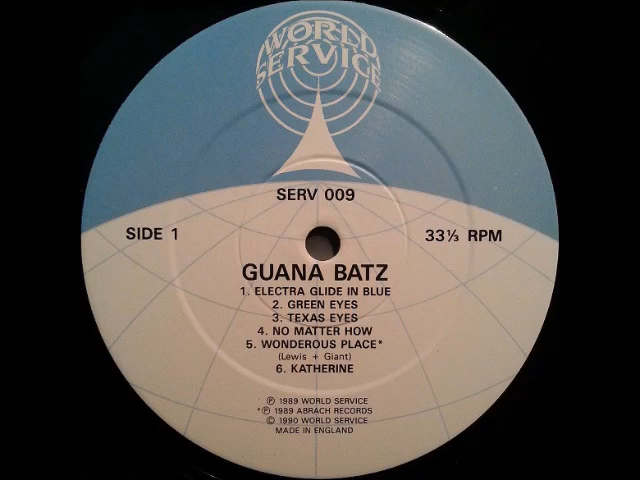 WORLD
SERVICE
SERV 009
SIDE 1
33⅓ RPM
GUANA BATZ
1. ELECTRA GLIDE IN BLUE
2. GREEN EYES
3. TEXAS EYES
4. NO MATTER HOW
5. WONDEROUS PLACE*
(Lewis + Giant)
6. KATHERINE
Ⓟ 1989 WORLD SERVICE
*Ⓟ 1989 ABRACH RECORDS
© 1990 WORLD SERVICE
MADE IN ENGLAND